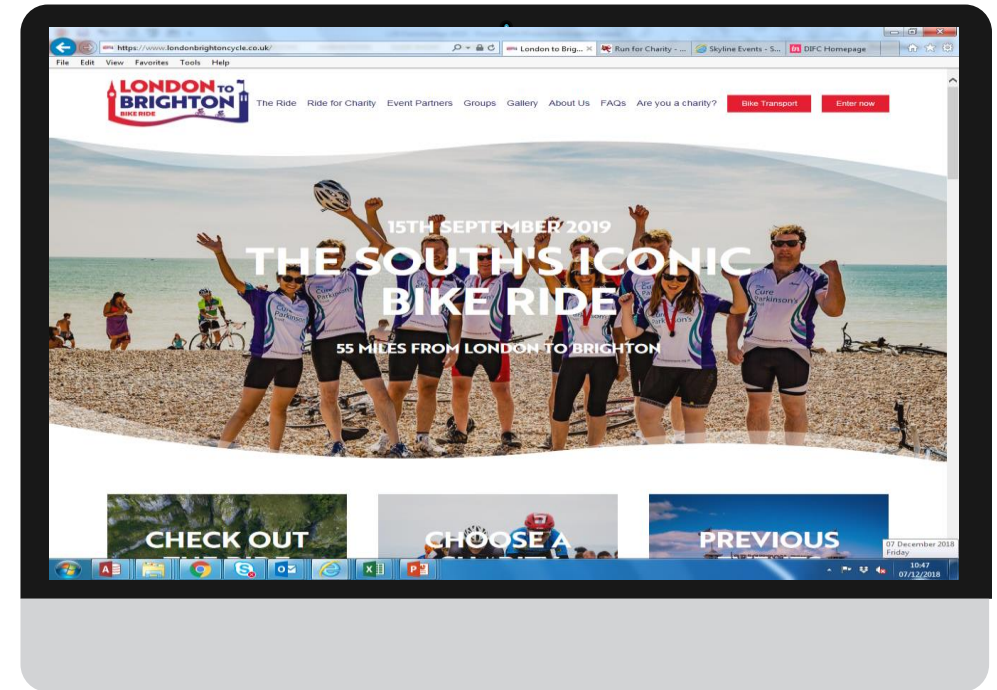 https://www.londonbrightoncycle.co.uk/
London to Brig...
Run for Charity - ...
Skyline Events - S...
DIFC Homepage
File Edit View Favorites Tools Help
LONDON TO
BRIGHTON
BIKE RIDE
The Ride Ride for Charity Event Partners Groups Gallery About Us FAQs Are you a charity? Bike Transport Enter now
15TH SEPTEMBER 2019
THE SOUTH'S ICONIC
BIKE RIDE
55 MILES FROM LONDON TO BRIGHTON
Cure
Parkinson's
CHECK OUT
THE RIDE
CHOOSE A
PREVIOUS
07 December 2018
Friday
10:47
07/12/2018